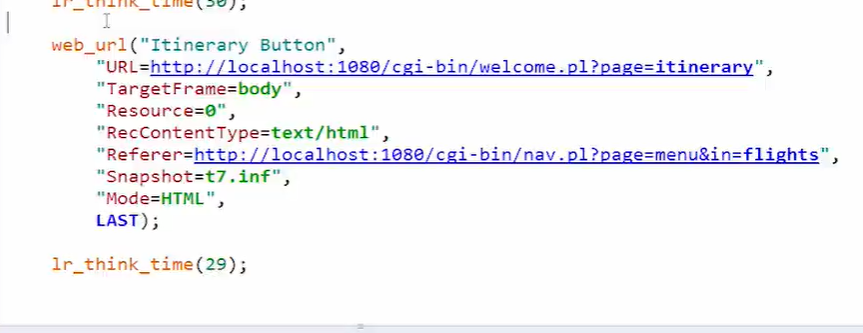 lr_think_time(30);
web_url("Itinerary Button",
"URL=http://localhost:1080/cgi-bin/welcome.pl?page=itinerary",
"TargetFrame=body",
"Resource=0",
"RecContentType=text/html",
"Referer=http://localhost:1080/cgi-bin/nav.pl?page=menu&in=flights",
"Snapshot=t7.inf",
"Mode=HTML",
LAST);
lr_think_time(29);